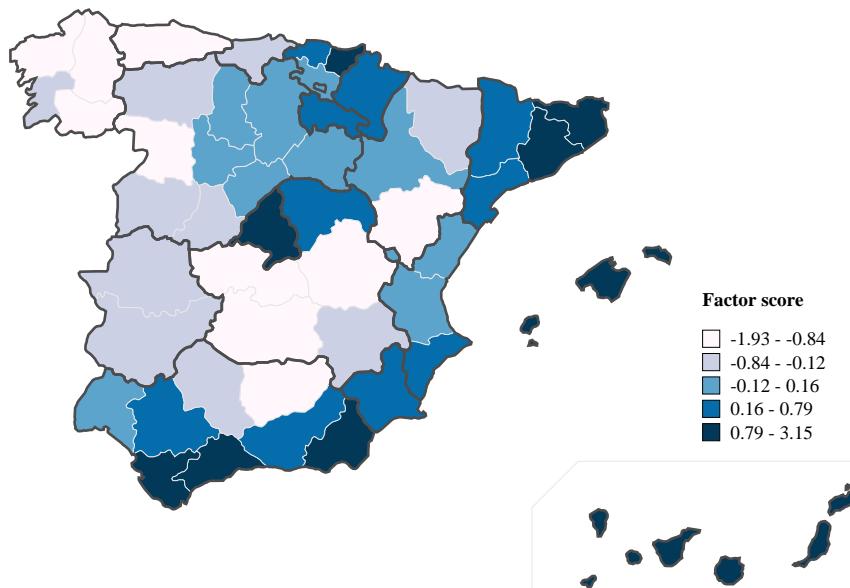 Factor score
-1.93 - -0.84
-0.84 - -0.12
-0.12 - 0.16
0.16 - 0.79
0.79 - 3.15